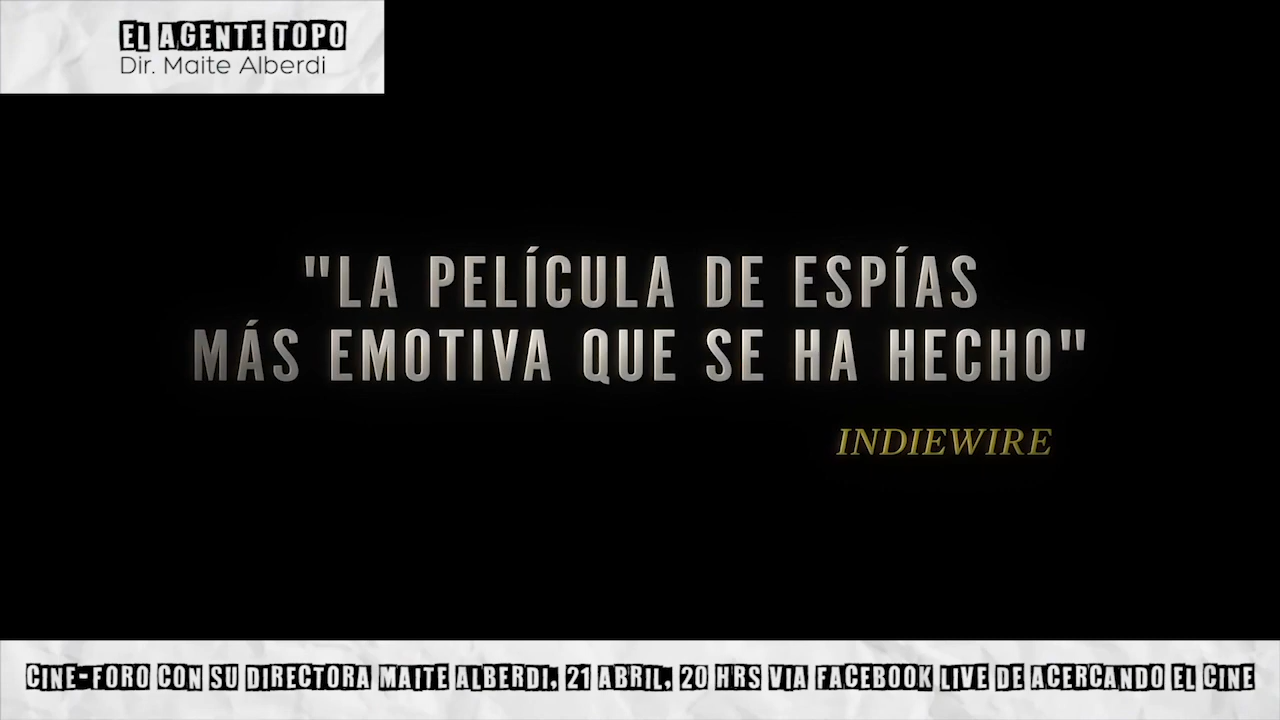 EL AGENTE TOPO
Dir. Maite Alberdi
"LA PELÍCULA DE ESPÍAS
MÁS EMOTIVA QUE SE HA HECHO"
INDIEWIRE
CINE-FORO CON SU DIRECTORA MAITE ALBERDI, 21 ABRIL, 20 HRS VIA FACEBOOK LIVE DE ACERCANDO EL CINE